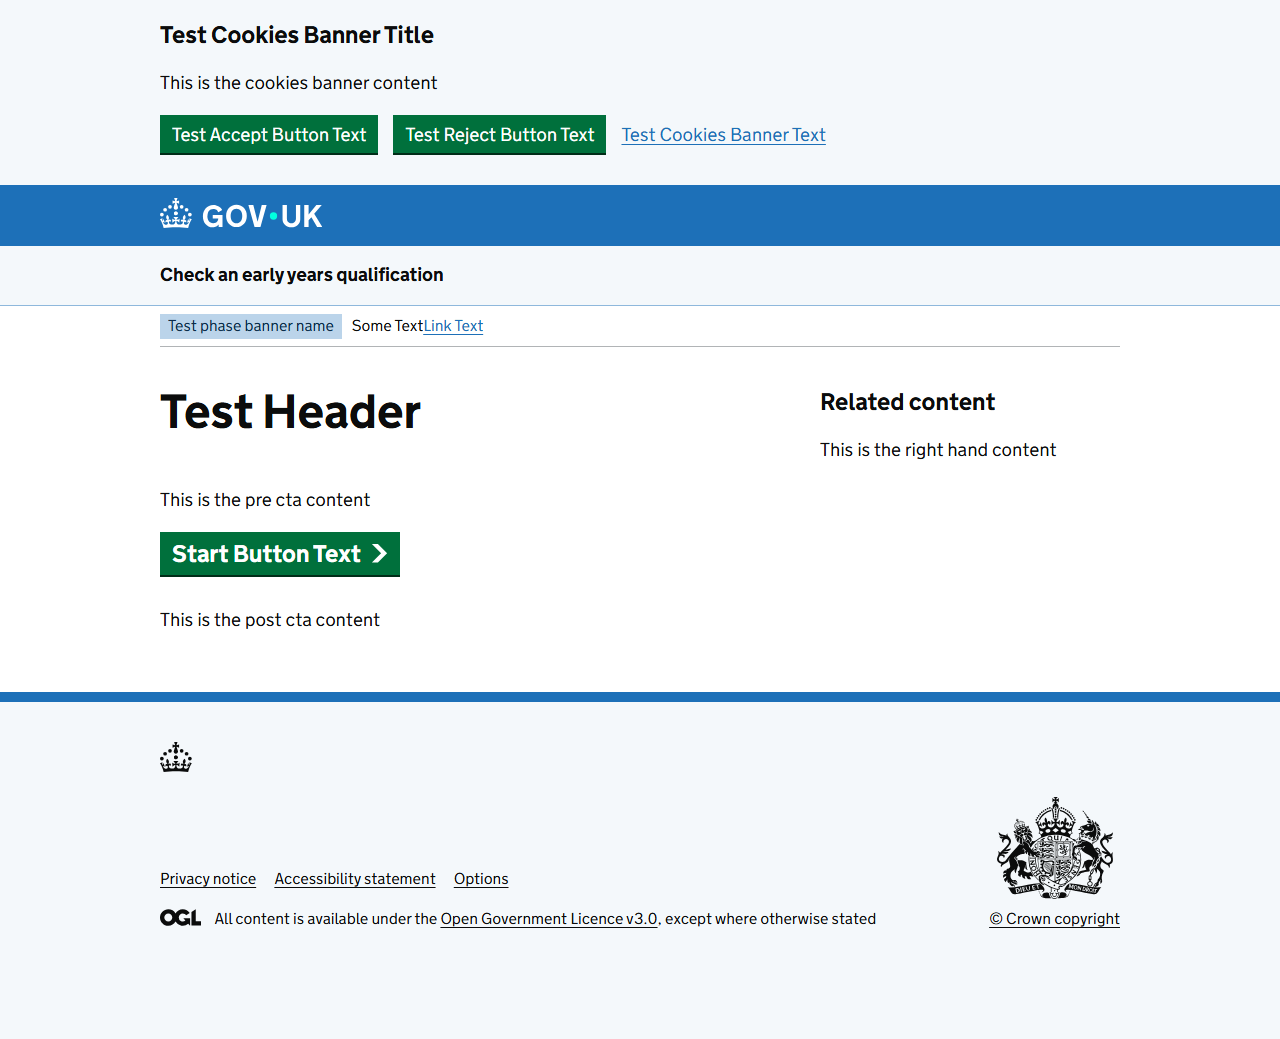 Test Cookies Banner Title
This is the cookies banner content
Test Accept Button Text Test Reject Button Text Test Cookies Banner Text
GOV•UK
Check an early years qualification
Test phase banner name Some TextLink Text
Test Header
This is the pre cta content
Start Button Text
This is the post cta content
Related content
This is the right hand content
Privacy notice Accessibility statement Options
OGL All content is available under the Open Government Licence v3.0, except where otherwise stated
DIEU ET MON DROIT
© Crown copyright